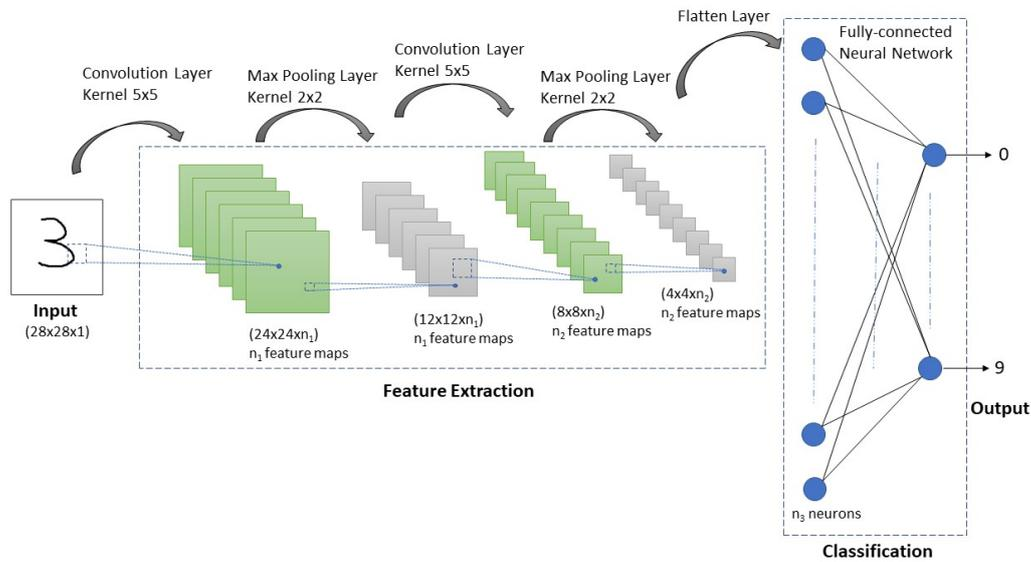 Flatten Layer
Convolution Layer
Kernel 5x5
Max Pooling Layer
Kernel 2x2
Convolution Layer
Kernel 5x5
Max Pooling Layer
Kernel 2x2
Fully-connected
Neural Network
3
Input
(28x28x1)
(24x24xn₁)
n₁ feature maps
(12x12xn₁)
n₁ feature maps
(8x8xn₂)
n₂ feature maps
(4x4xn₂)
n₂ feature maps
Feature Extraction
0
9
Output
n₃ neurons
Classification